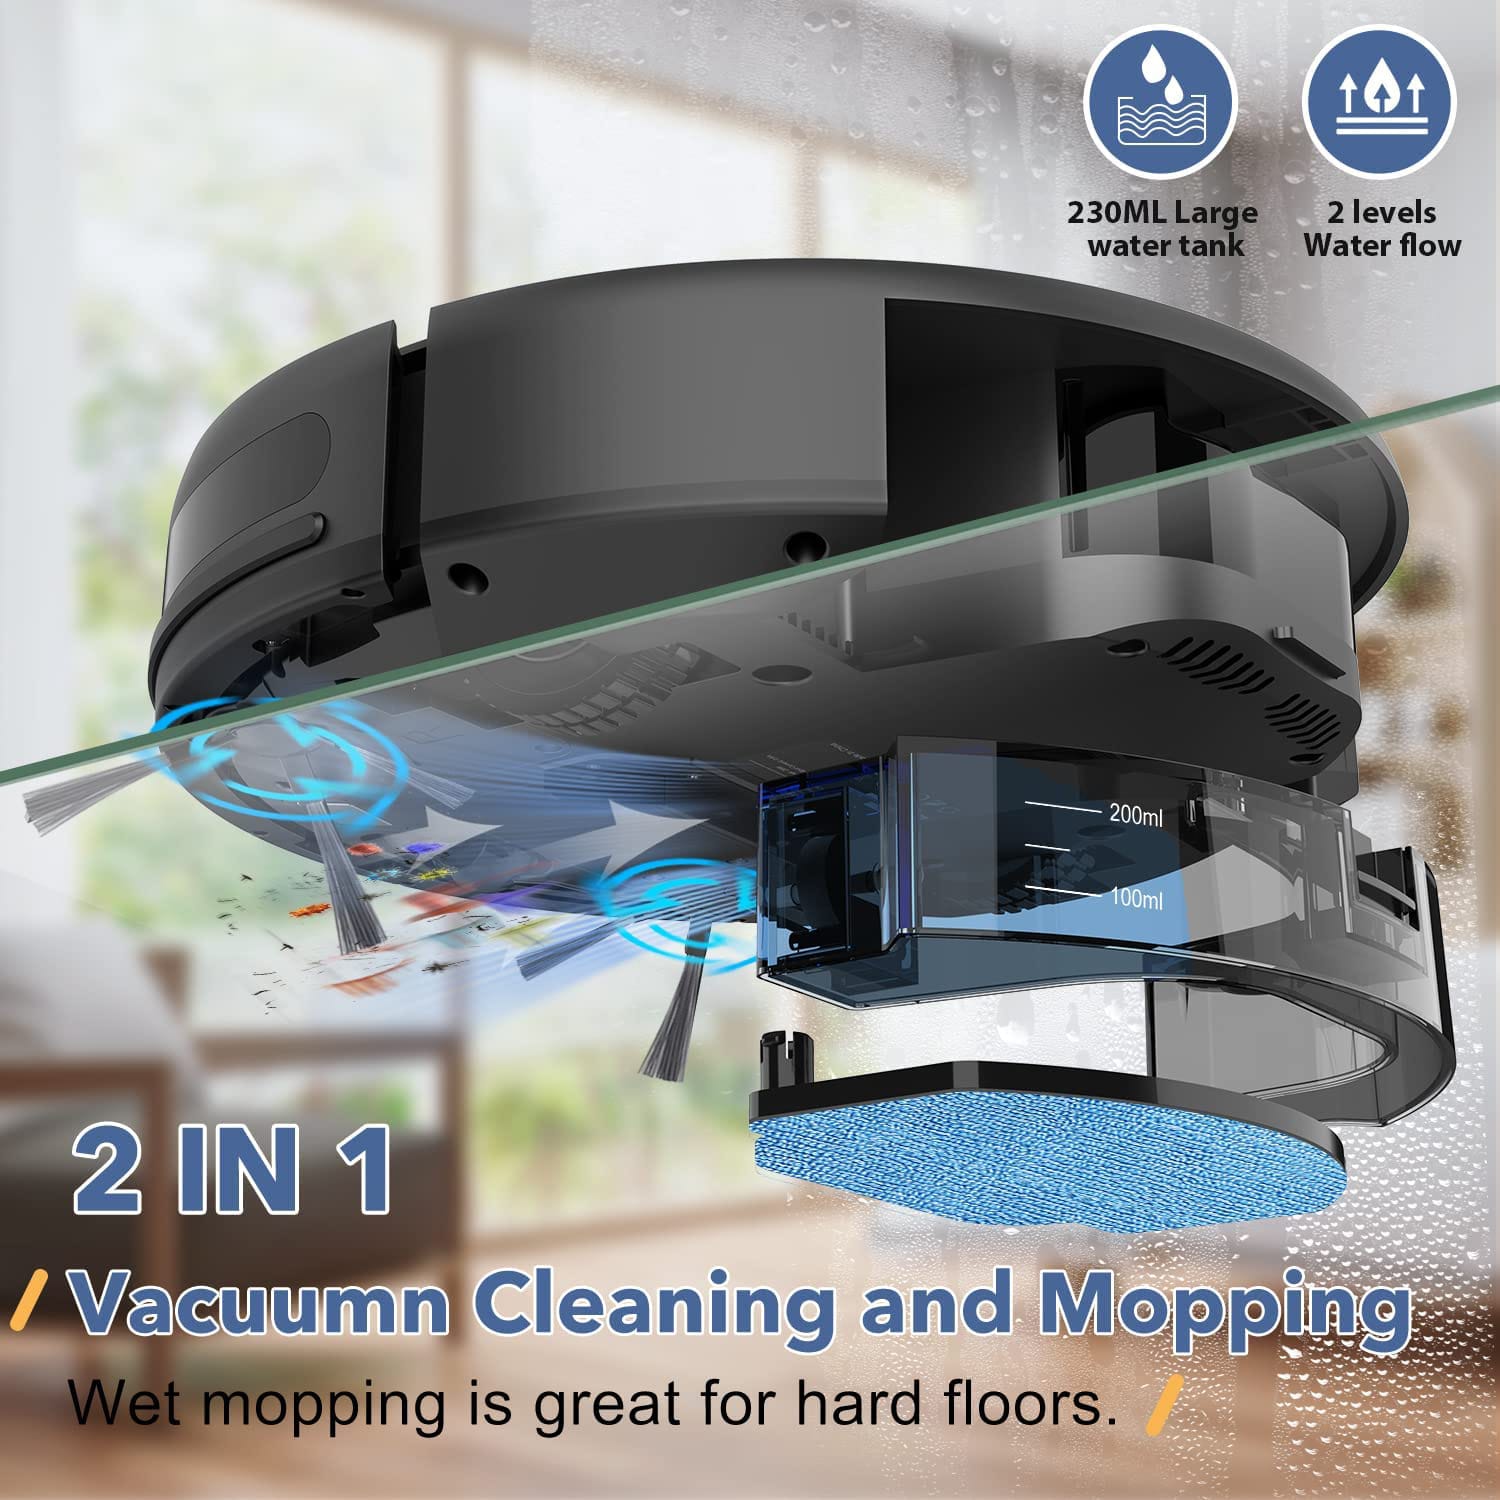 230ML Large
water tank
2 levels
Water flow
200ml
100ml
2 IN 1
Vacuumn Cleaning and Mopping
Wet mopping is great for hard floors.